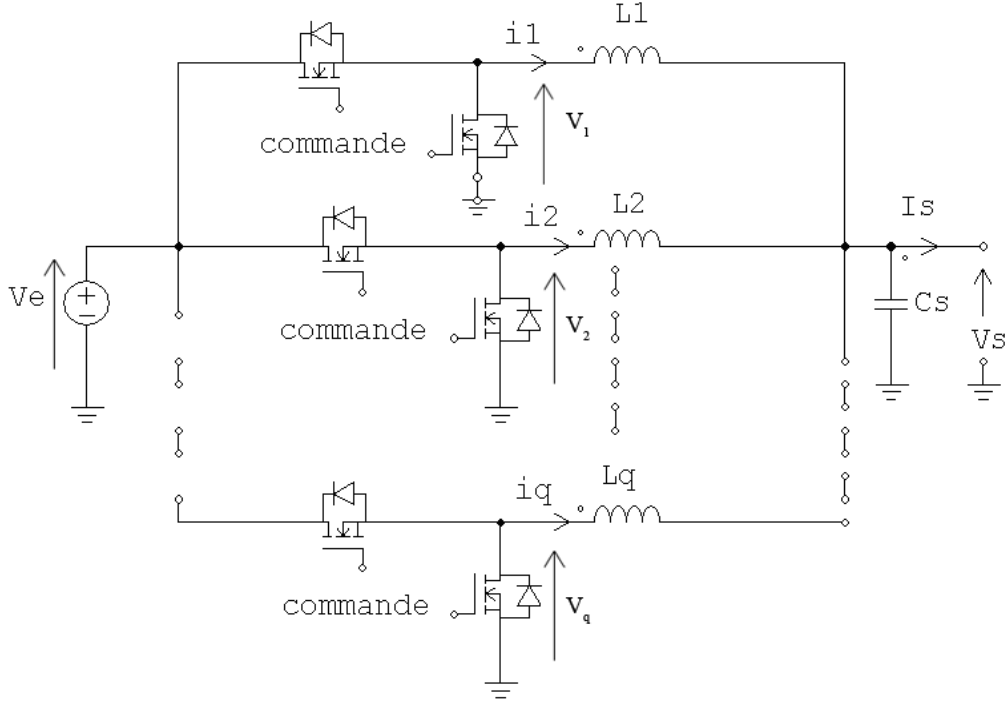 i1
L1
V1
commande
i2
L2
Is
Ve
commande
V2
Cs
Vs
iq
Lq
commande
Vq